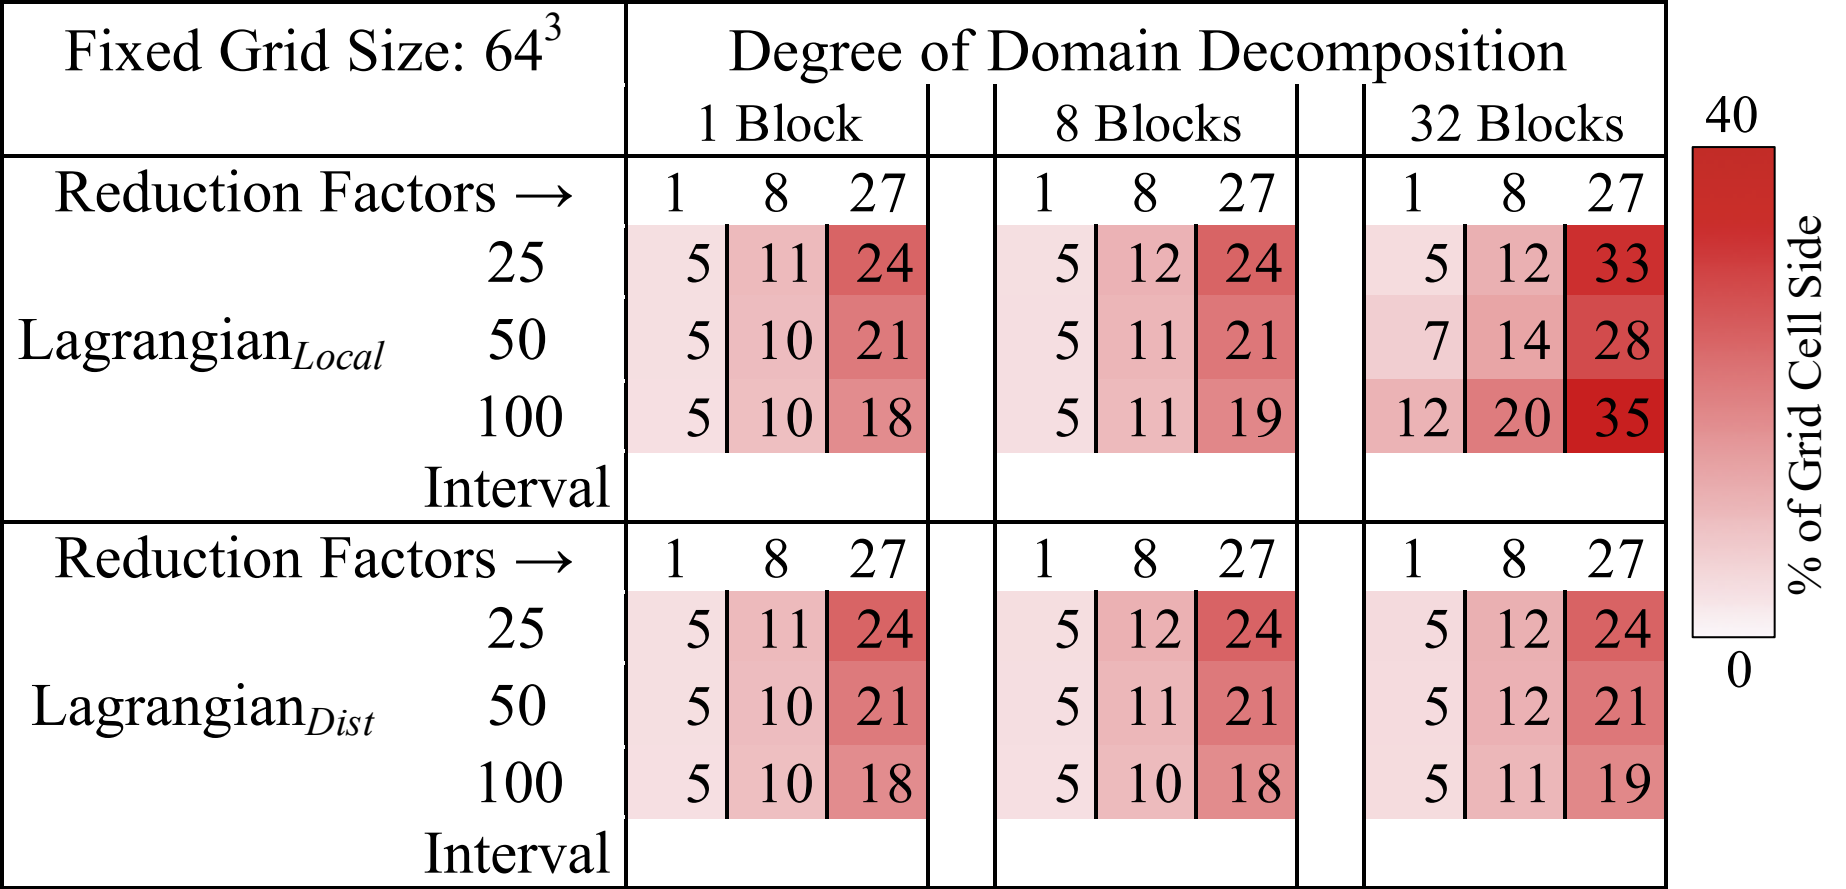 Fixed Grid Size: 64³ Degree of Domain Decomposition
1 Block 8 Blocks 32 Blocks
Reduction Factors → 1 8 27 1 8 27 1 8 27
25 5 11 24 5 12 24 5 12 33
Lagrangian_Local 50 5 10 21 5 11 21 7 14 28
100 5 10 18 5 11 19 12 20 35
Interval
Reduction Factors → 1 8 27 1 8 27 1 8 27
25 5 11 24 5 12 24 5 12 24
Lagrangian_Dist 50 5 10 21 5 11 21 5 12 21
100 5 10 18 5 10 18 5 11 19
Interval
40
% of Grid Cell Side
0